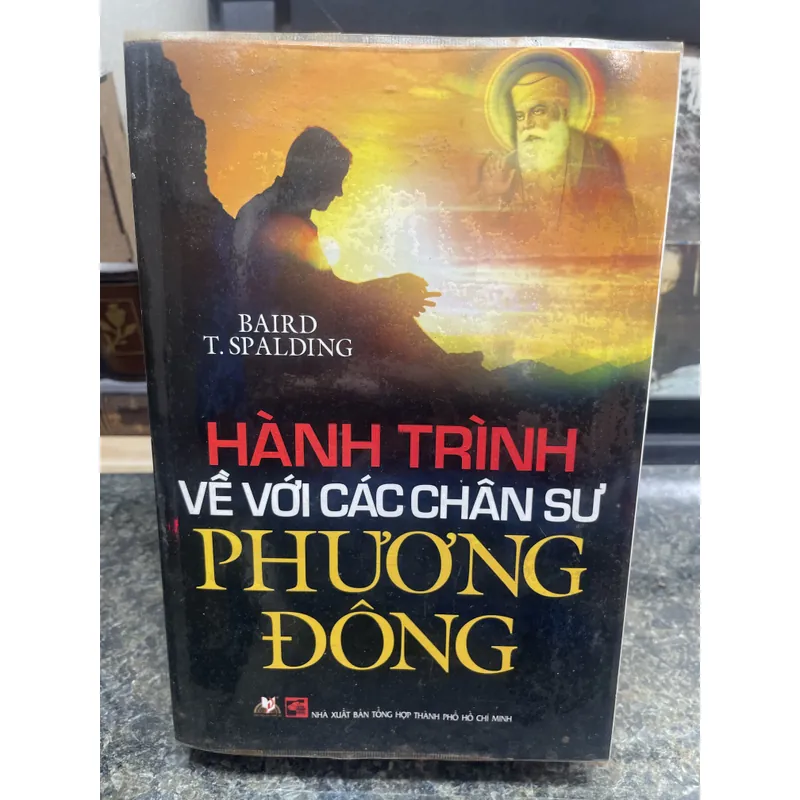 BAIRD
T. SPALDING
HÀNH TRÌNH
VỀ VỚI CÁC CHÂN SƯ
PHƯƠNG
ĐÔNG
NHÀ XUẤT BẢN TỔNG HỢP THÀNH PHỐ HỒ CHÍ MINH